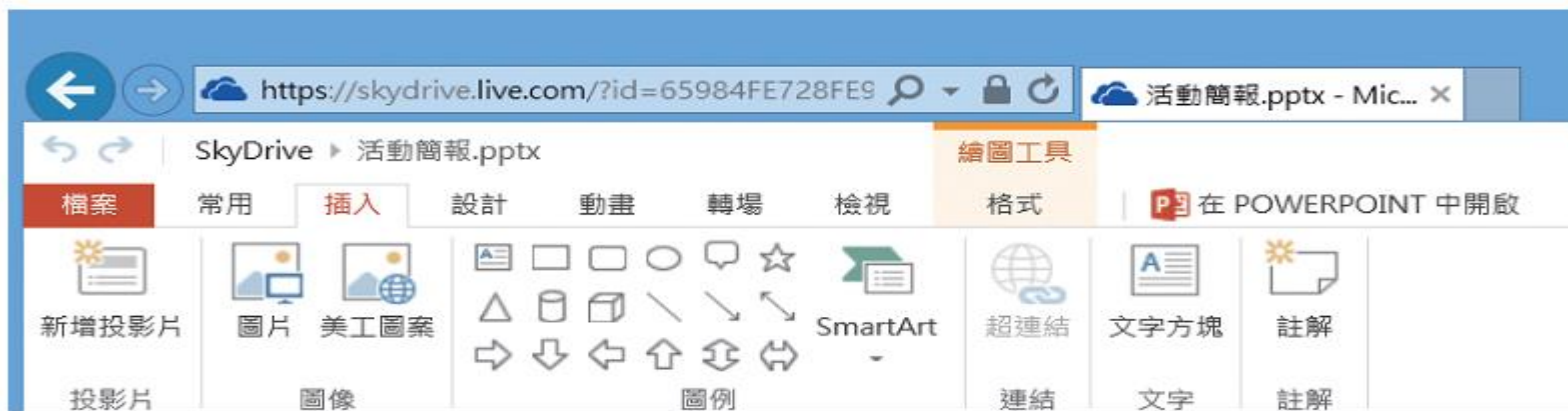 https://skydrive.live.com/?id=65984FE728FE9
活動簡報.pptx - Mic...
SkyDrive 活動簡報.pptx
繪圖工具
檔案 常用 插入 設計 動畫 轉場 檢視 格式 在 POWERPOINT 中開啟
新增投影片 圖片 美工圖案 SmartArt 超連結 文字方塊 註解
投影片 圖像 圖例 連結 文字 註解